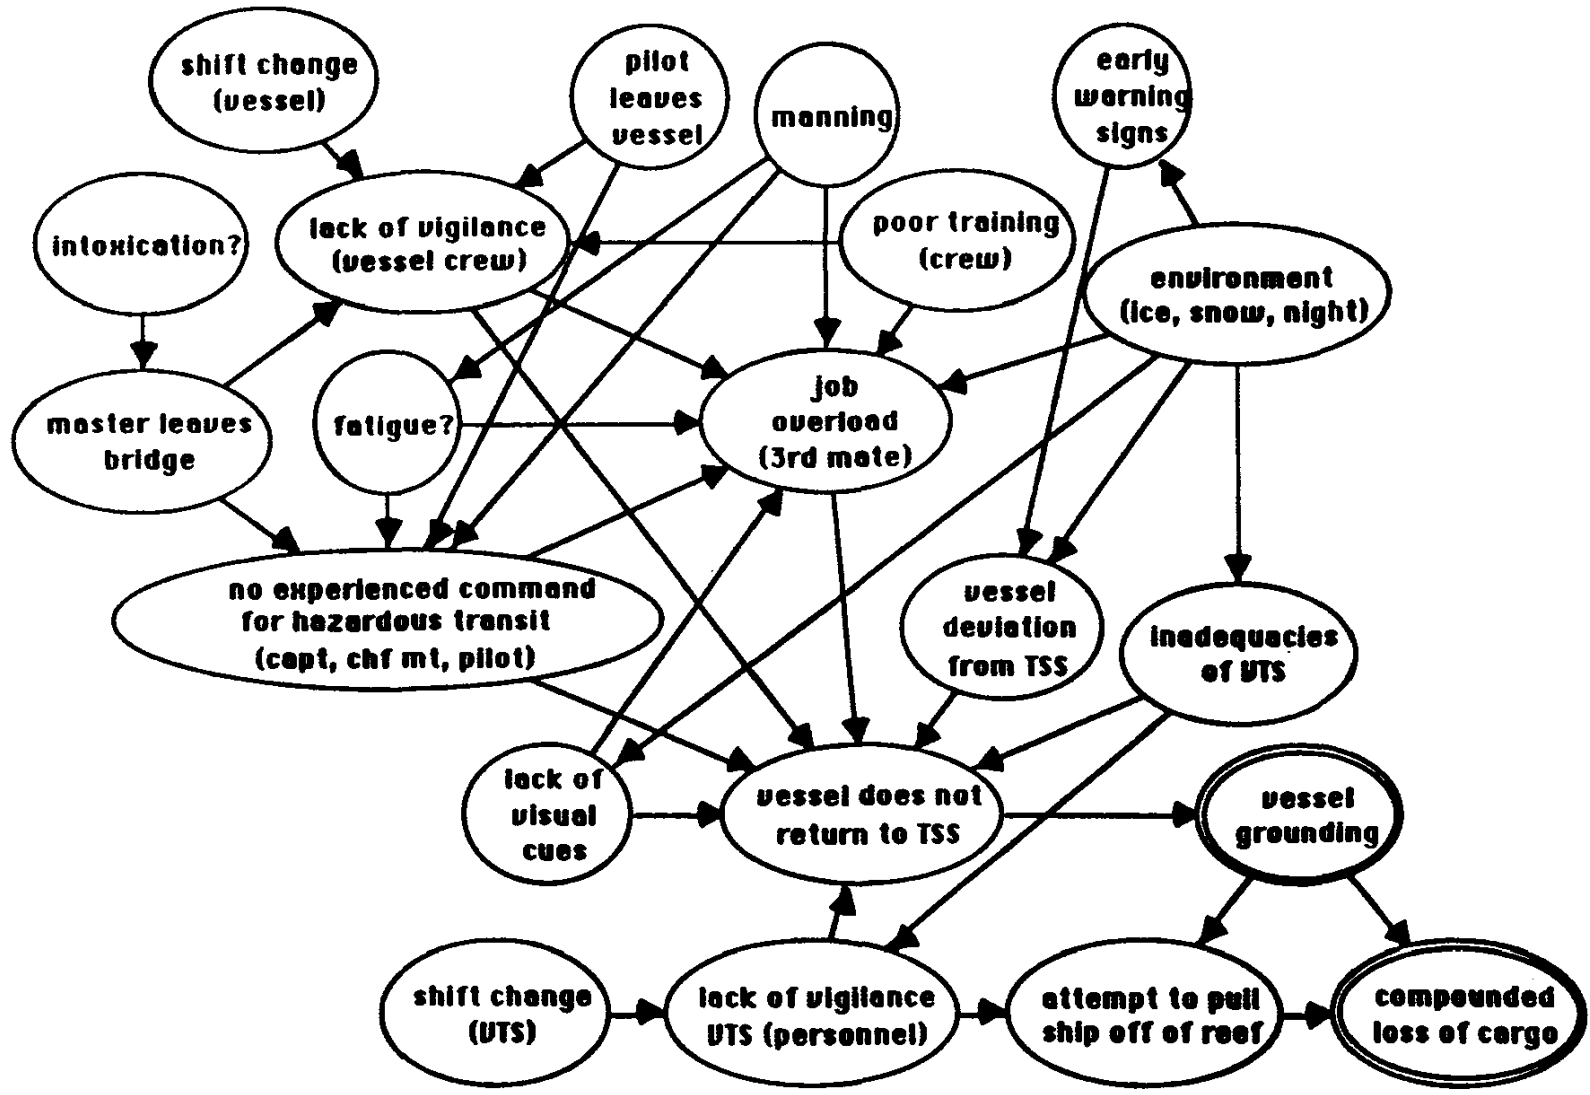 shift change
(vessel)
pilot
leaves
vessel
manning
early
warning
signs
intoxication?
lack of vigilance
(vessel crew)
poor training
(crew)
environment
(ice, snow, night)
master leaves
bridge
fatigue?
job
overload
(3rd mate)
no experienced command
for hazardous transit
(capt, chf mt, pilot)
vessel
deviation
from TSS
inadequacies
of VTS
lack of
visual
cues
vessel does not
return to TSS
vessel
grounding
shift change
(VTS)
lack of vigilance
VTS (personnel)
attempt to pull
ship off of reef
compounded
loss of cargo